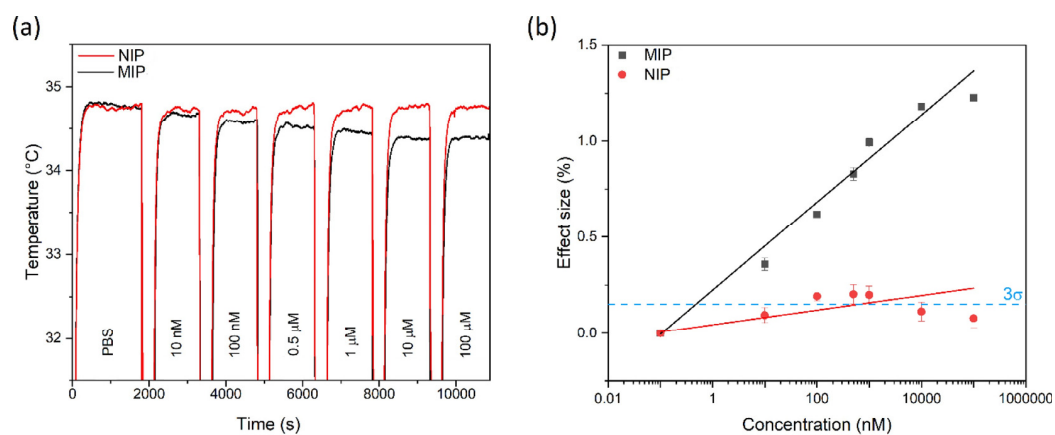 (a)
NIP
MIP
Temperature (°C)
35
34
33
32
PBS
10 nM
100 nM
0.5 μM
1 μM
10 μM
100 μM
0
2000
4000
6000
8000
10000
Time (s)
(b)
MIP
NIP
Effect size (%)
1.5
1.0
0.5
0.0
3σ
0.01
1
100
10000
1000000
Concentration (nM)